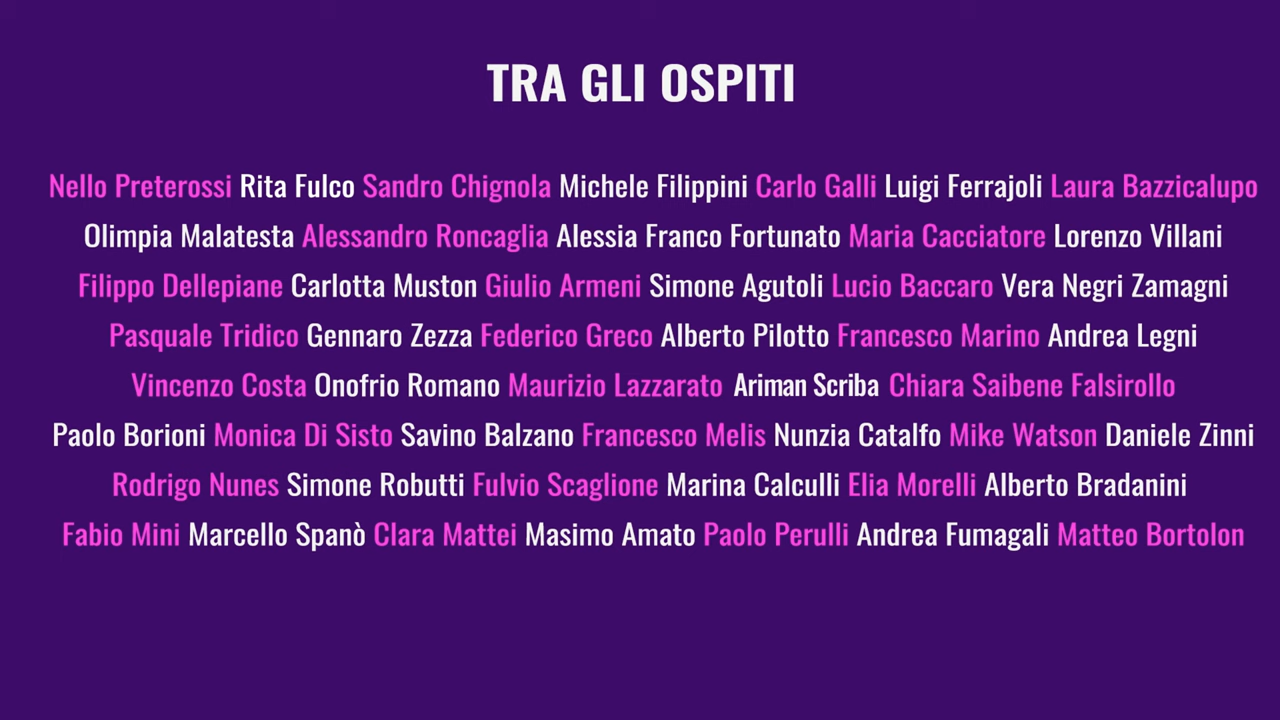 TRA GLI OSPITI
Nello Preterossi Rita Fulco Sandro Chignola Michele Filippini Carlo Galli Luigi Ferrajoli Laura Bazzicalupo
Olimpia Malatesta Alessandro Roncaglia Alessia Franco Fortunato Maria Cacciatore Lorenzo Villani
Filippo Dellepiane Carlotta Muston Giulio Armeni Simone Agutoli Lucio Baccaro Vera Negri Zamagni
Pasquale Tridico Gennaro Zezza Federico Greco Alberto Pilotto Francesco Marino Andrea Legni
Vincenzo Costa Onofrio Romano Maurizio Lazzarato Ariman Scriba Chiara Saibene Falsirollo
Paolo Borioni Monica Di Sisto Savino Balzano Francesco Melis Nunzia Catalfo Mike Watson Daniele Zinni
Rodrigo Nunes Simone Robutti Fulvio Scaglione Marina Calculli Elia Morelli Alberto Bradanini
Fabio Mini Marcello Spanò Clara Mattei Masimo Amato Paolo Perulli Andrea Fumagali Matteo Bortolon